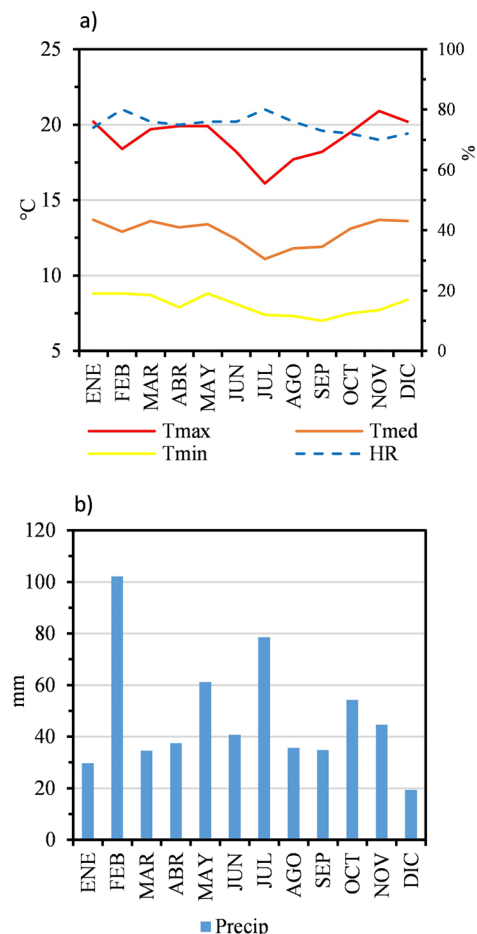 a)
25
20
15
10
5
°C
100
80
60
40
20
0
%
ENE
FEB
MAR
ABR
MAY
JUN
JUL
AGO
SEP
OCT
NOV
DIC
Tmax
Tmed
Tmin
HR
b)
120
100
80
60
40
20
0
mm
ENE
FEB
MAR
ABR
MAY
JUN
JUL
AGO
SEP
OCT
NOV
DIC
Precip